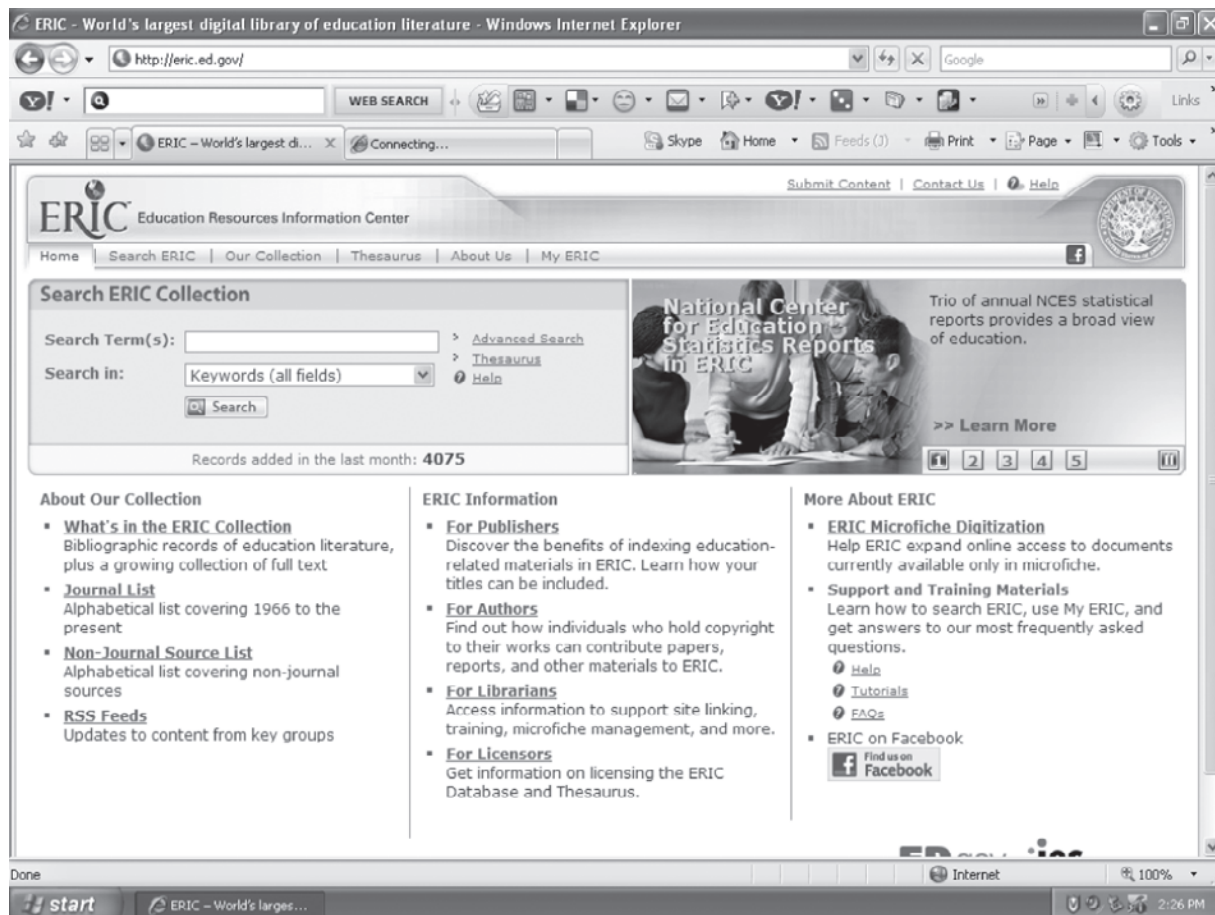 ERIC - World's largest digital library of education literature - Windows Internet Explorer
http://eric.ed.gov/
Google
Y!
WEB SEARCH
Y!
Links
ERIC – World's largest di...
Connecting...
Skype
Home
Feeds (J)
Print
Page
Tools
Submit Content | Contact Us | Help
ERIC Education Resources Information Center
Home | Search ERIC | Our Collection | Thesaurus | About Us | My ERIC
Search ERIC Collection
Search Term(s):
Advanced Search
Thesaurus
Search in:
Keywords (all fields)
Help
Search
Records added in the last month: 4075
National Center
for Education
Statistics Reports
in ERIC
Trio of annual NCES statistical
reports provides a broad view
of education.
>> Learn More
1 2 3 4 5
About Our Collection
What's in the ERIC Collection
Bibliographic records of education literature,
plus a growing collection of full text
Journal List
Alphabetical list covering 1966 to the
present
Non-Journal Source List
Alphabetical list covering non-journal
sources
RSS Feeds
Updates to content from key groups
ERIC Information
For Publishers
Discover the benefits of indexing education-
related materials in ERIC. Learn how your
titles can be included.
For Authors
Find out how individuals who hold copyright
to their works can contribute papers,
reports, and other materials to ERIC.
For Librarians
Access information to support site linking,
training, microfiche management, and more.
For Licensors
Get information on licensing the ERIC
Database and Thesaurus.
More About ERIC
ERIC Microfiche Digitization
Help ERIC expand online access to documents
currently available only in microfiche.
Support and Training Materials
Learn how to search ERIC, use My ERIC, and
get answers to our most frequently asked
questions.
Help
Tutorials
FAQs
ERIC on Facebook
Find us on
Facebook
Done
Internet
100%
start
ERIC – World's larges...
2:26 PM